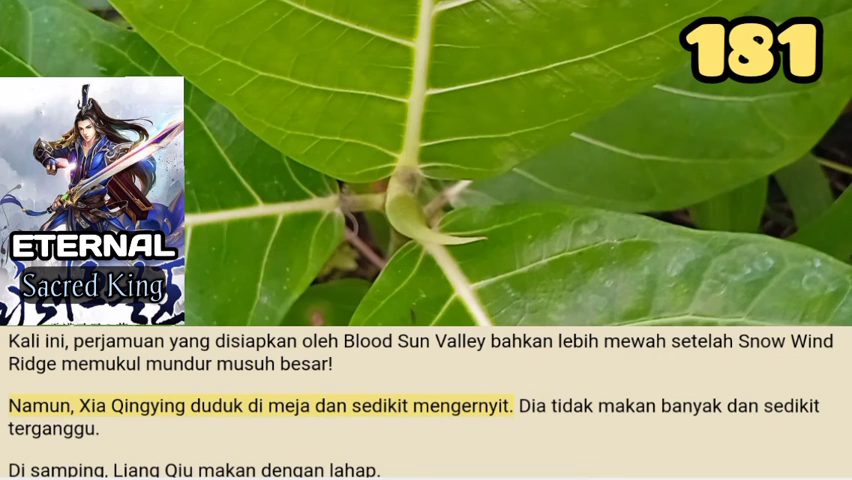 181
ETERNAL
Sacred King
Kali ini, perjamuan yang disiapkan oleh Blood Sun Valley bahkan lebih mewah setelah Snow Wind
Ridge memukul mundur musuh besar!
Namun, Xia Qingying duduk di meja dan sedikit mengernyit. Dia tidak makan banyak dan sedikit
terganggu.
Di samping, Liang Qiu makan dengan lahap.